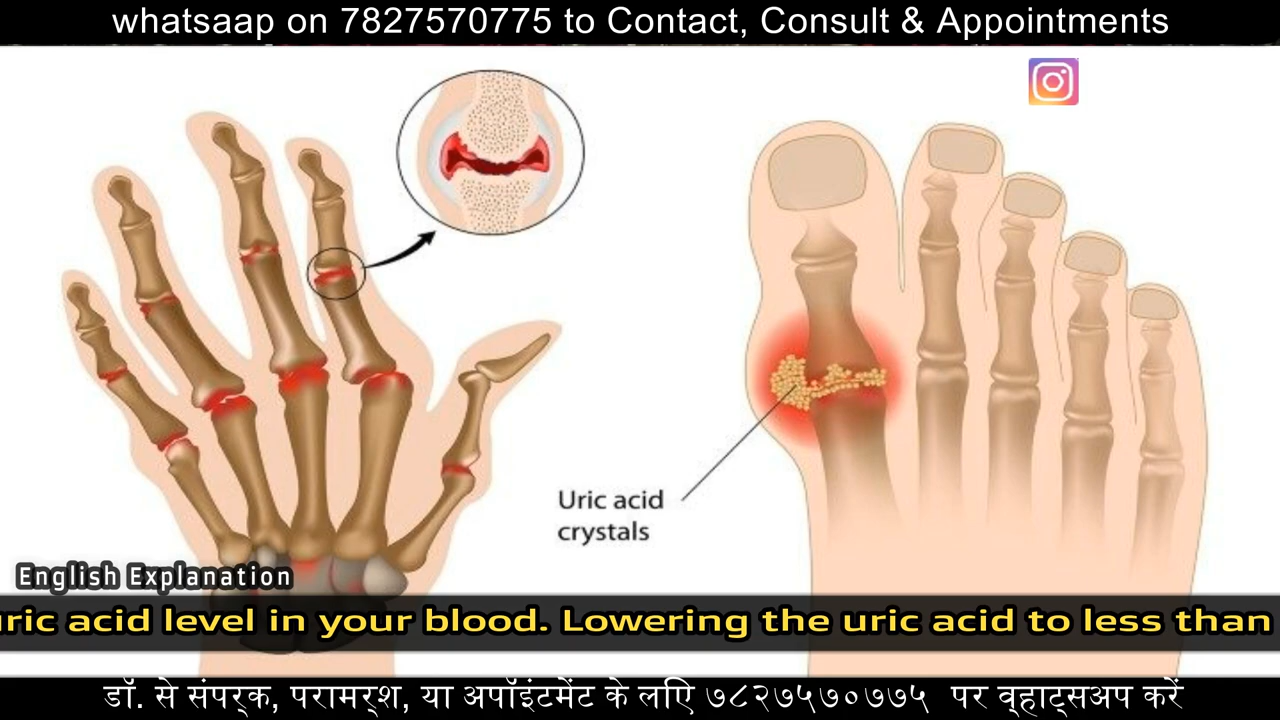 whatsaap on 7827570775 to Contact, Consult & Appointments
Uric acid
crystals
English Explanation
uric acid level in your blood. Lowering the uric acid to less than
डॉ. से संपर्क, परामर्श, या अपॉइंटमेंट के लिए ७८२७५७०७७५ पर व्हाट्सअप करें